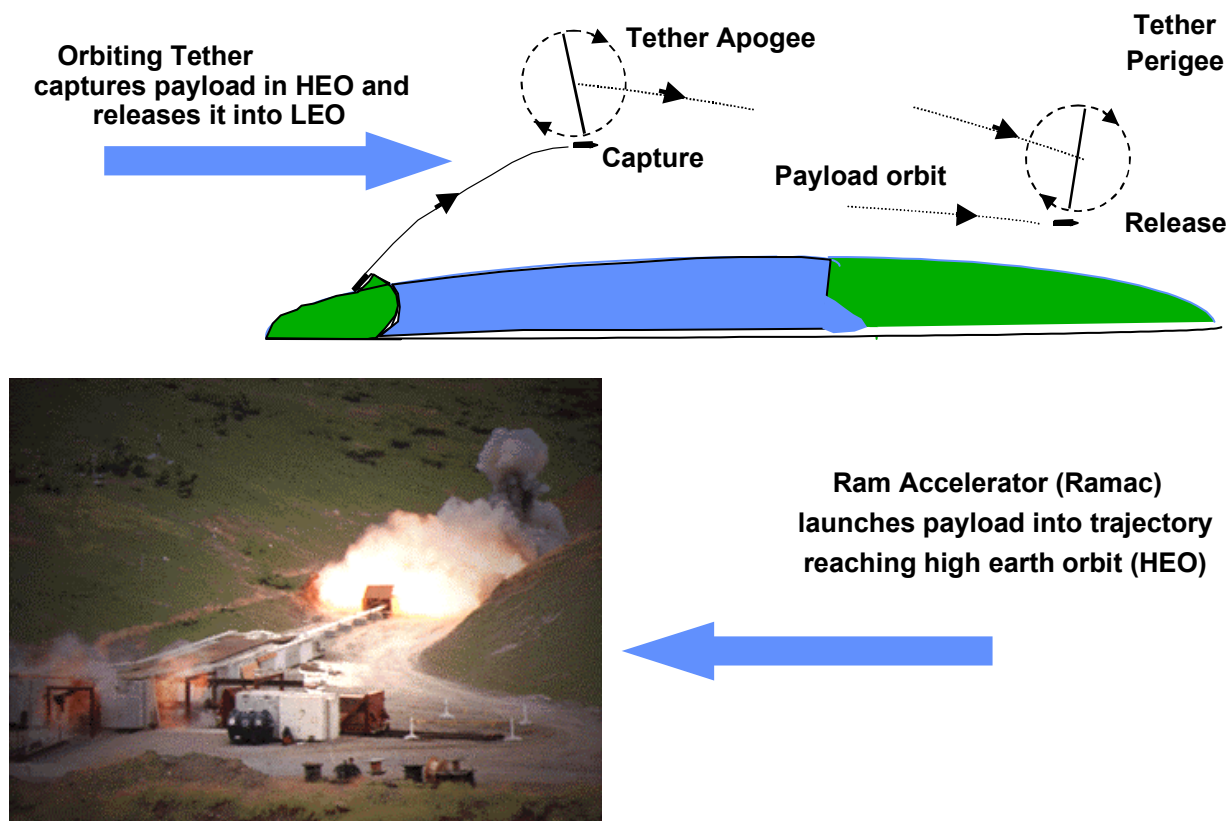 Orbiting Tether
captures payload in HEO and
releases it into LEO
Tether Apogee
Tether
Perigee
Capture
Payload orbit
Release
Ram Accelerator (Ramac)
launches payload into trajectory
reaching high earth orbit (HEO)